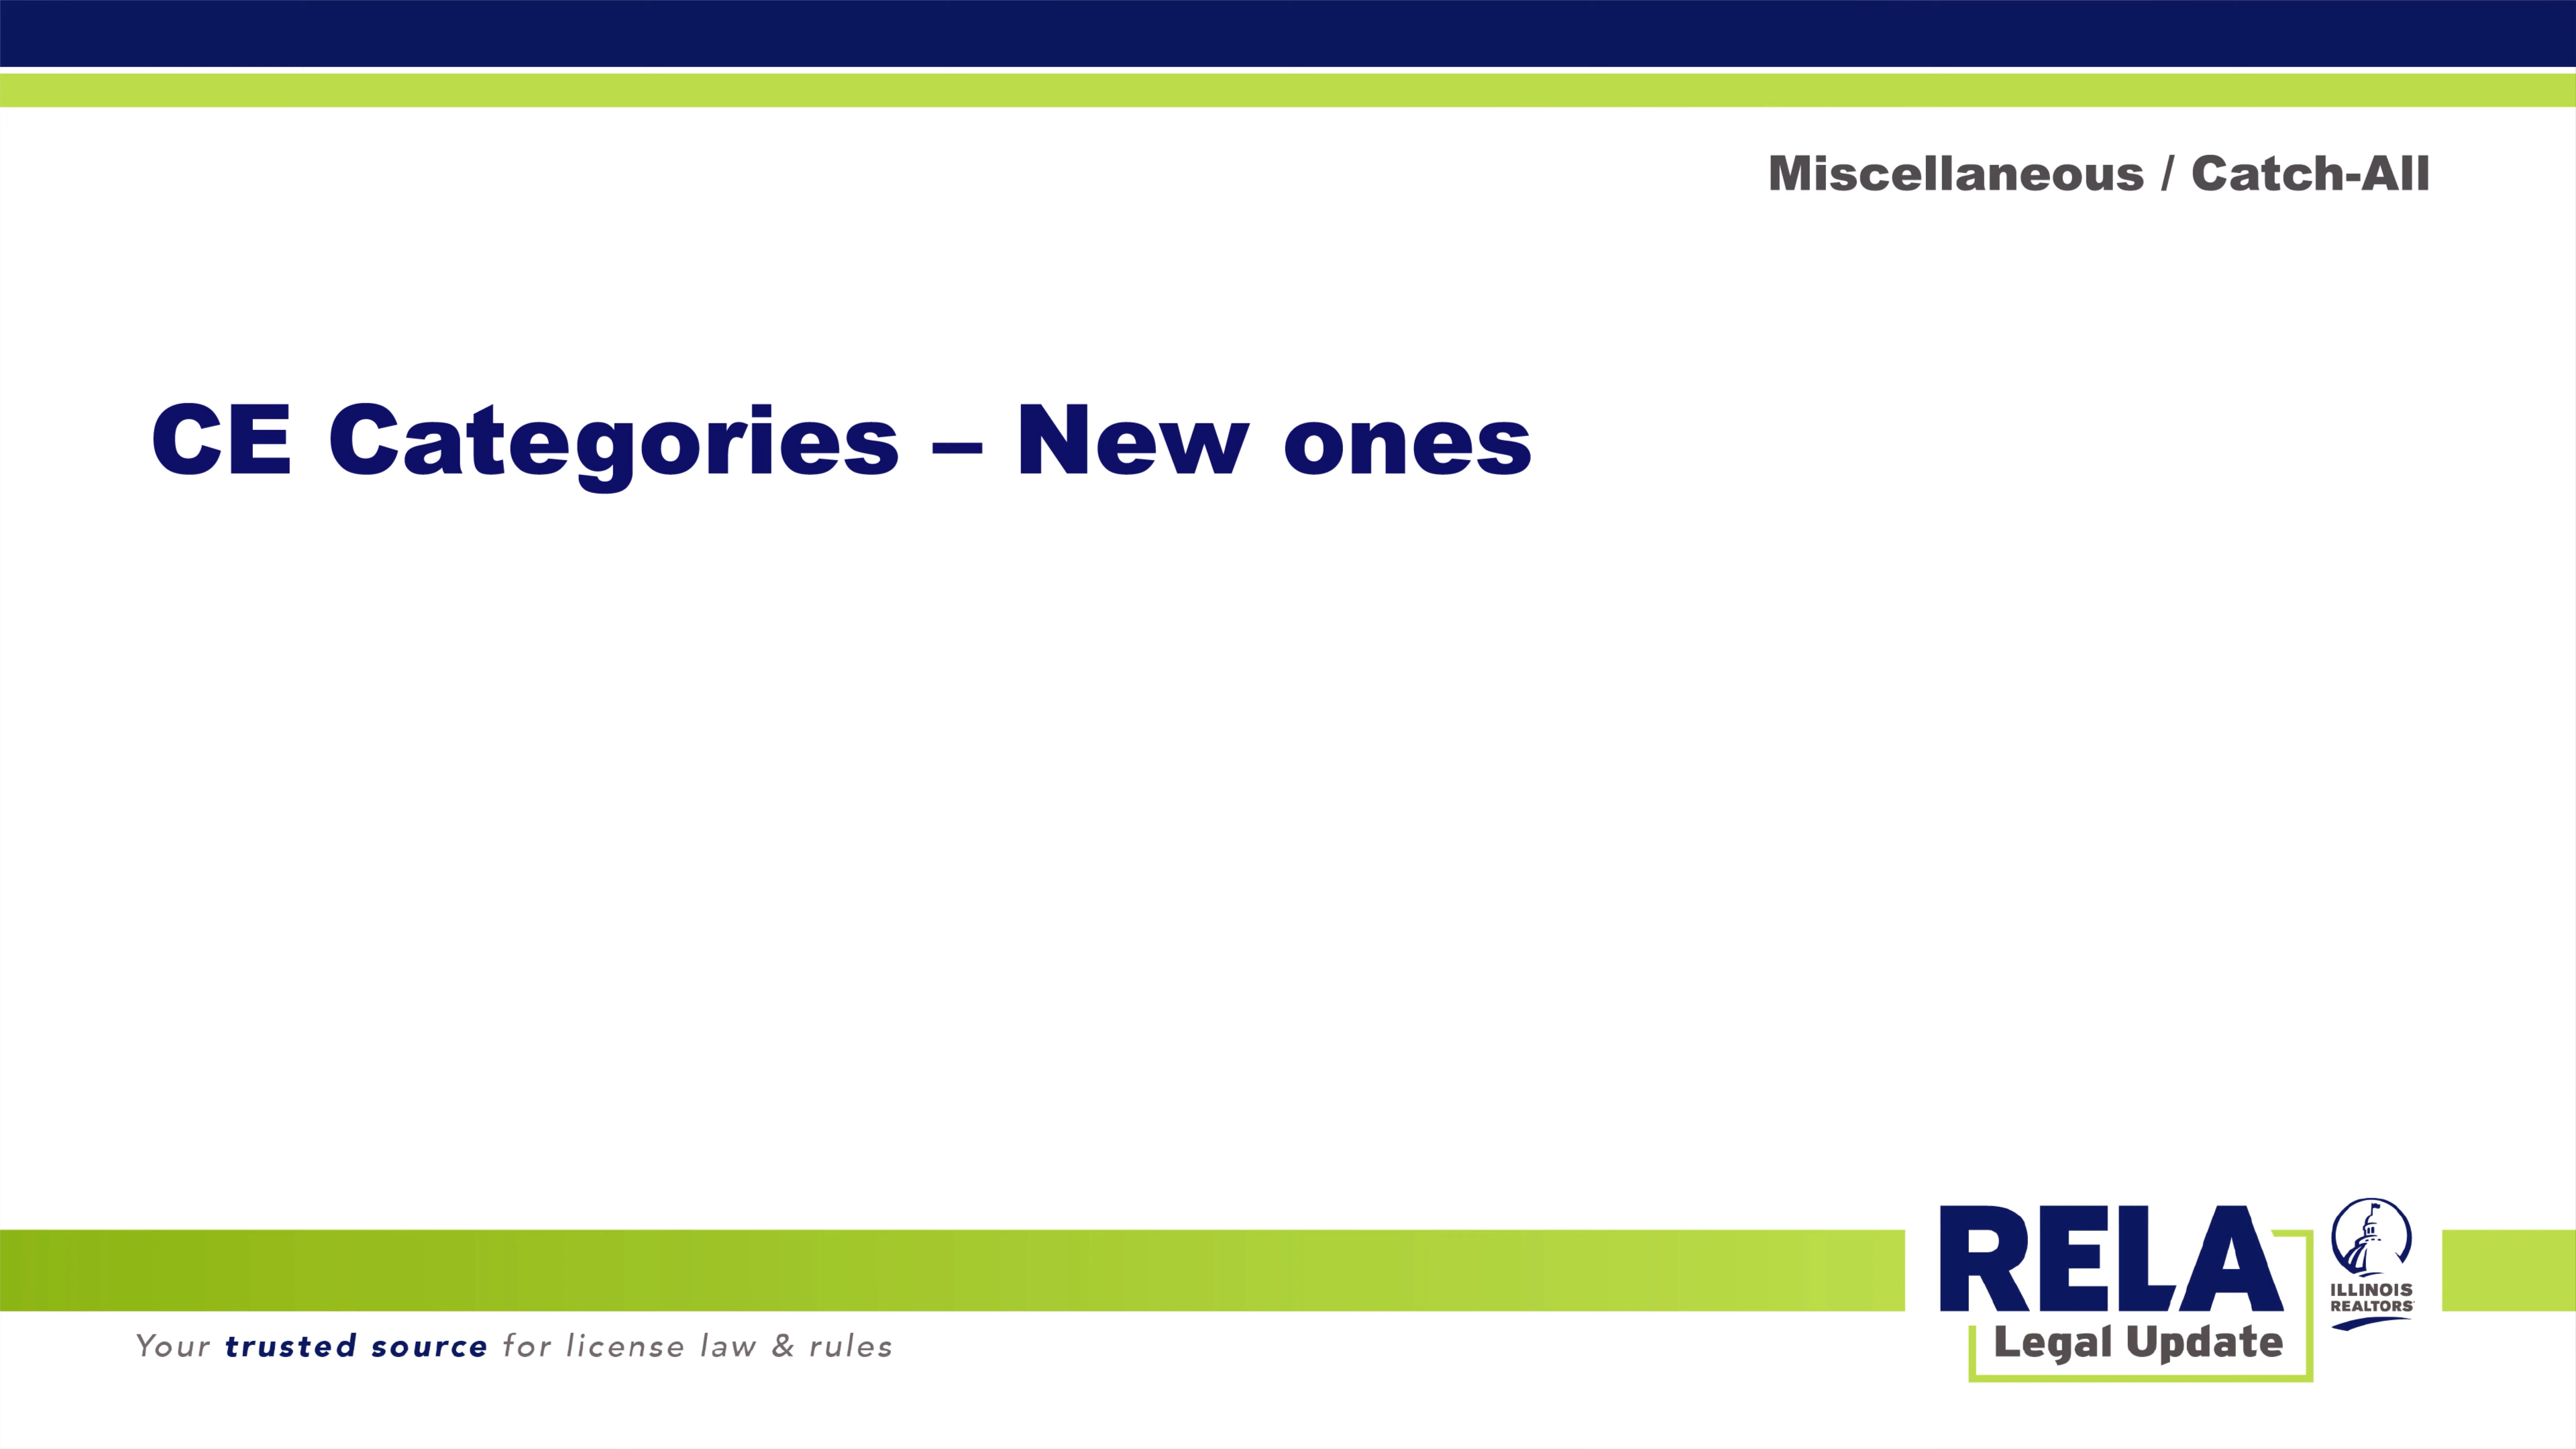 Miscellaneous / Catch-All
CE Categories – New ones
RELA
ILLINOIS
REALTORS
Legal Update
Your trusted source for license law & rules